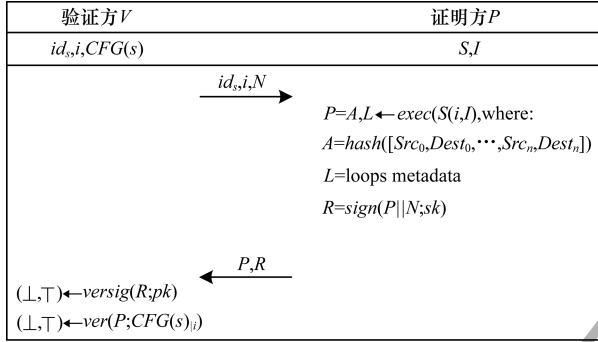 验证方V 证明方P
id_s,i,CFG(s) S,I
id_s,i,N
P=A,L←exec(S(i,I),where:
A=hash([Src_0,Dest_0,⋯,Src_n,Dest_n])
L=loops metadata
R=sign(P||N;sk)
P,R
(⊥,⊤)←versig(R;pk)
(⊥,⊤)←ver(P;CFG(s)_|i)